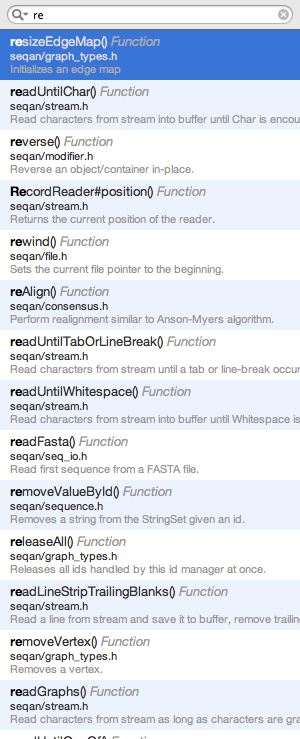 re
resizeEdgeMap() Function
seqan/graph_types.h
Initializes an edge map
readUntilChar() Function
seqan/stream.h
Read characters from stream into buffer until Char is encou
reverse() Function
seqan/modifier.h
Reverse an object/container in-place.
RecordReader#position() Function
seqan/stream.h
Returns the current position of the reader.
rewind() Function
seqan/file.h
Sets the current file pointer to the beginning.
reAlign() Function
seqan/consensus.h
Perform realignment similar to Anson-Myers algorithm.
readUntilTabOrLineBreak() Function
seqan/stream.h
Read characters from stream until a tab or line-break occur
readUntilWhitespace() Function
seqan/stream.h
Read characters from stream into buffer until Whitespace is
readFasta() Function
seqan/seq_io.h
Read first sequence from a FASTA file.
removeValueById() Function
seqan/sequence.h
Removes a string from the StringSet given an id.
releaseAll() Function
seqan/graph_types.h
Releases all ids handled by this id manager at once.
readLineStripTrailingBlanks() Function
seqan/stream.h
Read a line from stream and save it to buffer, remove trailin
removeVertex() Function
seqan/graph_types.h
Removes a vertex.
readGraphs() Function
seqan/stream.h
Read characters from stream as long as characters are gra